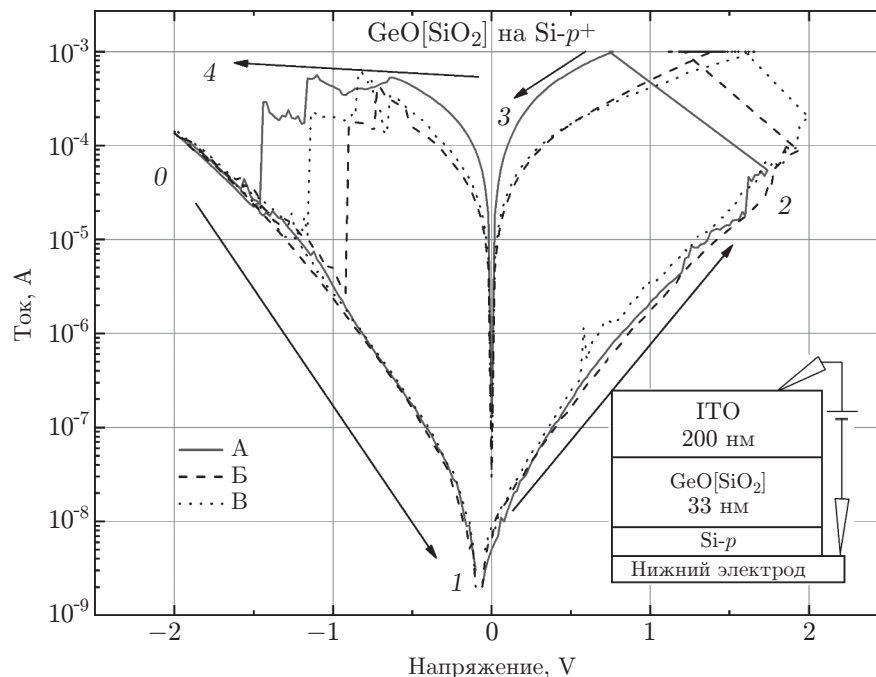 GeO[SiO₂] на Si-p⁺
10⁻³
10⁻⁴
10⁻⁵
10⁻⁶
10⁻⁷
10⁻⁸
10⁻⁹
Ток, А
4
3
0
2
1
А
Б
В
ITO
200 нм
GeO[SiO₂]
33 нм
Si-p
Нижний электрод
−2
−1
0
1
2
Напряжение, V